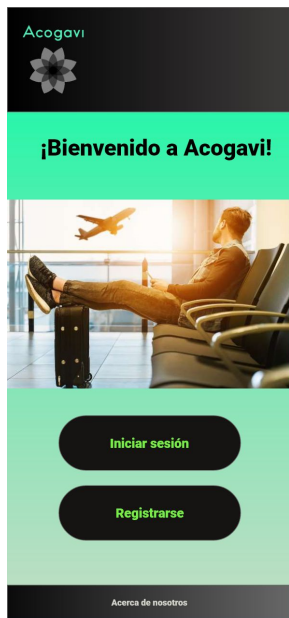 Acogavi
¡Bienvenido a Acogavi!
Iniciar sesión
Registrarse
Acerca de nosotros